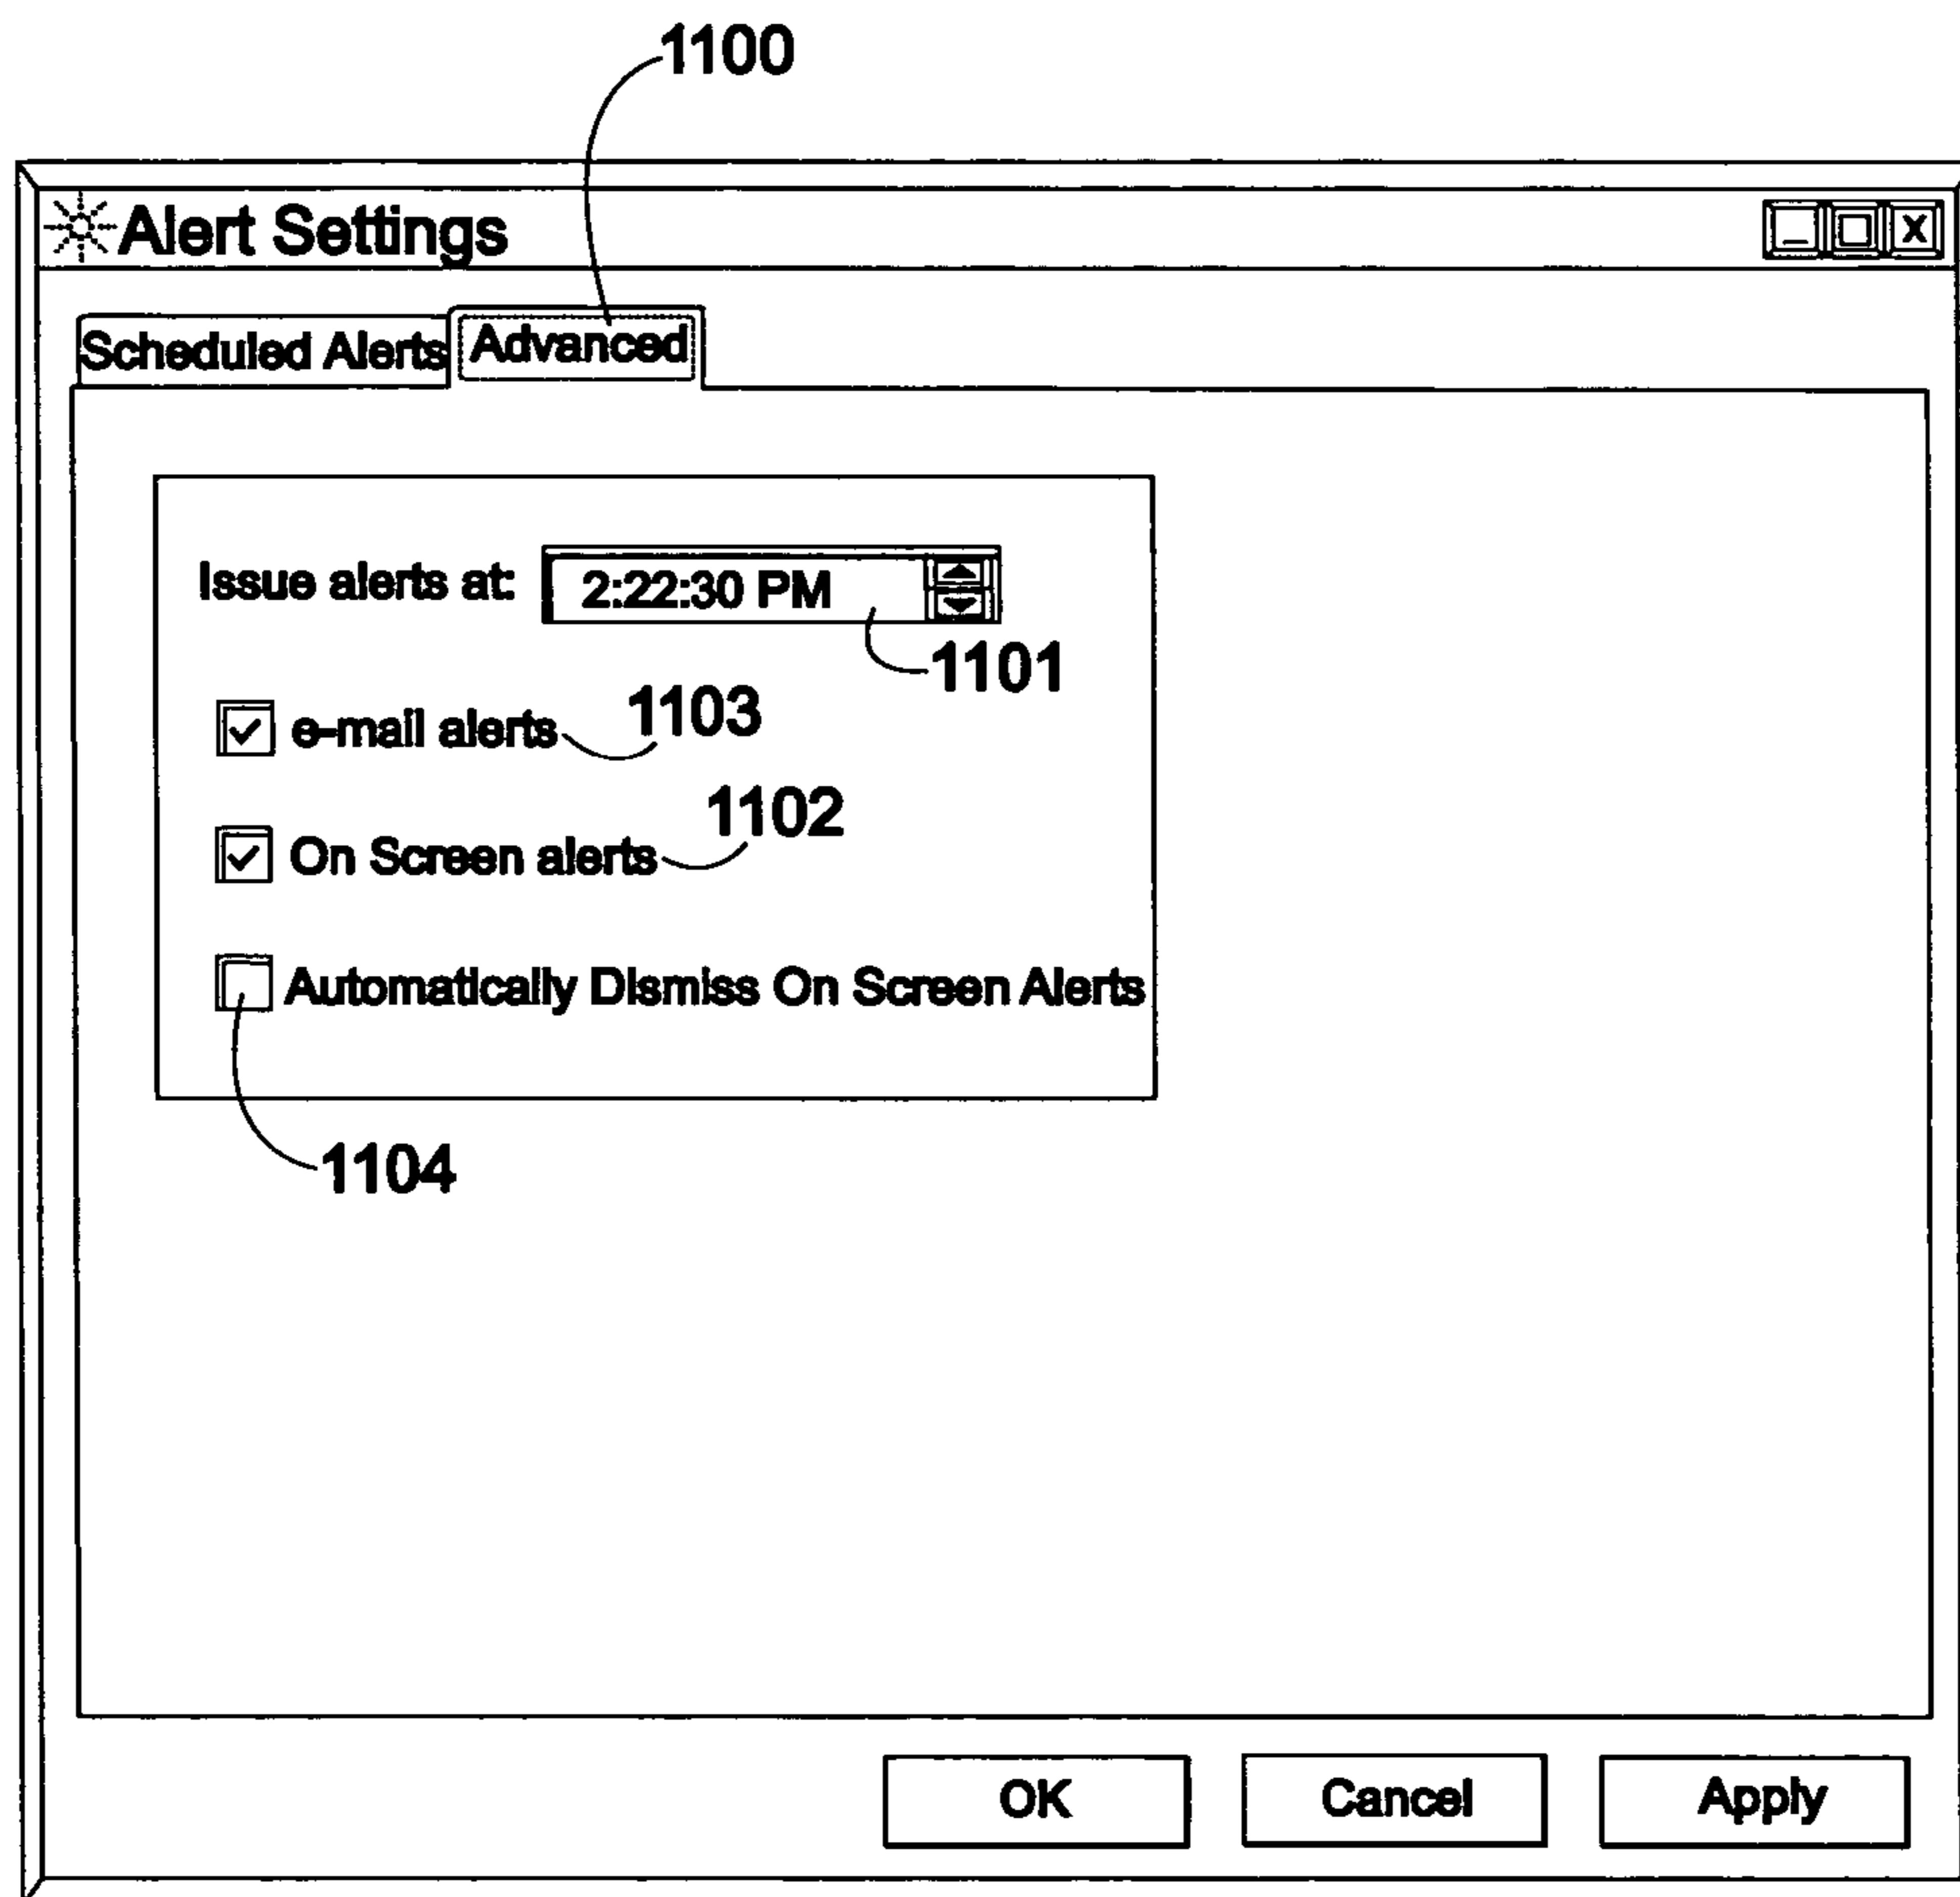 1100
Alert Settings
Scheduled Alerts Advanced
Issue alerts at: 2:22:30 PM
1101
e-mail alerts 1103
1102
On Screen alerts
Automatically Dismiss On Screen Alerts
1104
OK Cancel Apply